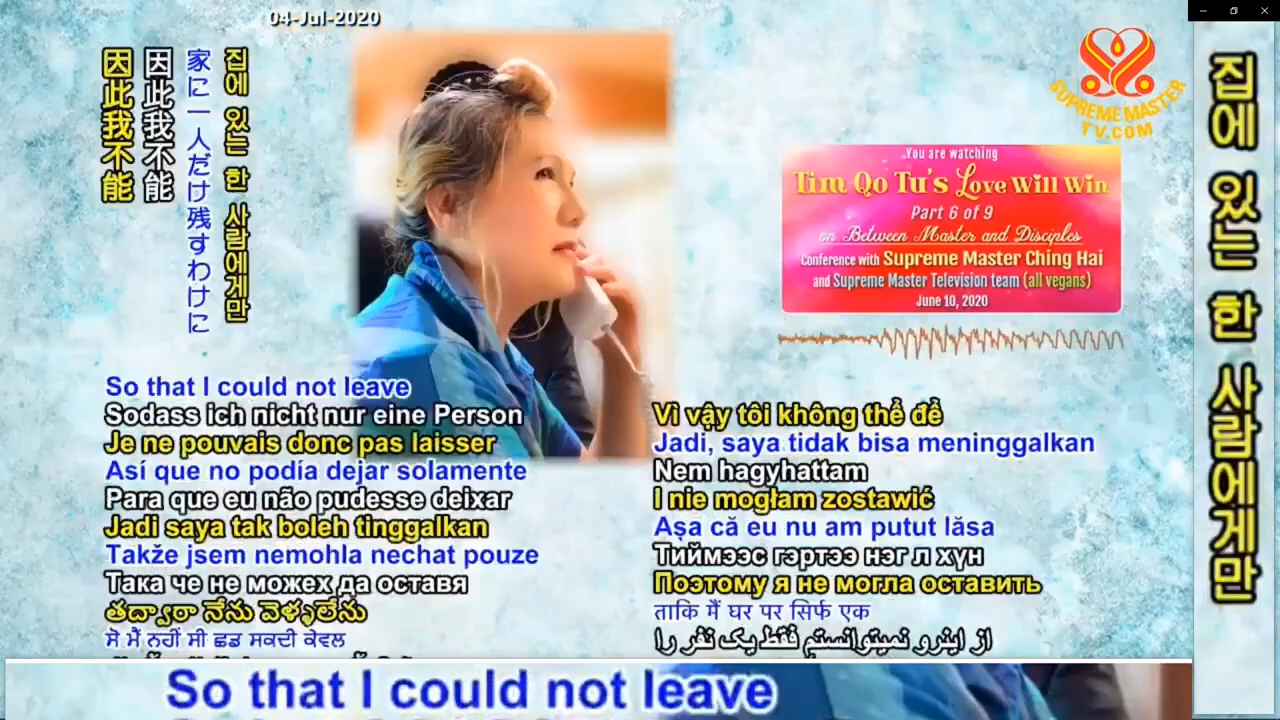 04-Jul-2020
因此我不能
因此我不能
家に一人だけ残すわけに
집에 있는 한 사람에게만
SUPREME MASTER
TV.COM
You are watching
Tim Qo Tu's Love Will Win
Part 6 of 9
on Between Master and Disciples
Conference with Supreme Master Ching Hai
and Supreme Master Television team (all vegans)
June 10, 2020
So that I could not leave
Sodass ich nicht nur eine Person
Je ne pouvais donc pas laisser
Así que no podía dejar solamente
Para que eu não pudesse deixar
Jadi saya tak boleh tinggalkan
Takže jsem nemohla nechat pouze
Така че не можех да оставя
తద్వారా నేను వెళ్ళలేను
ਸੋ ਮੈਂ ਨਹੀਂ ਸੀ ਛਡ ਸਕਦੀ ਕੇਵਲ
Vì vậy tôi không thể để
Jadi, saya tidak bisa meninggalkan
Nem hagyhattam
I nie mogłam zostawić
Așa că eu nu am putut lăsa
Тиймээс гэртээ нэг л хүн
Поэтому я не могла оставить
ताकि मैं घर पर सिर्फ एक
از اینرو نمیتوانستم فقط یک نفر را
집에 있는 한 사람에게만
So that I could not leave